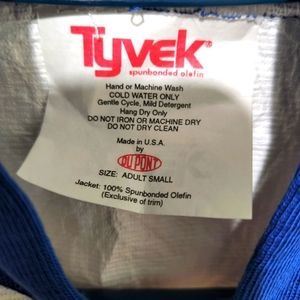 Tyvek®
spunbonded olefin
Hand or Machine Wash
COLD WATER ONLY
Gentle Cycle, Mild Detergent
Hang Dry Only
DO NOT IRON OR MACHINE DRY
DO NOT DRY CLEAN
Made in U.S.A.
by
DUPONT
SIZE: ADULT SMALL
Jacket: 100% Spunbonded Olefin
(Exclusive of trim)